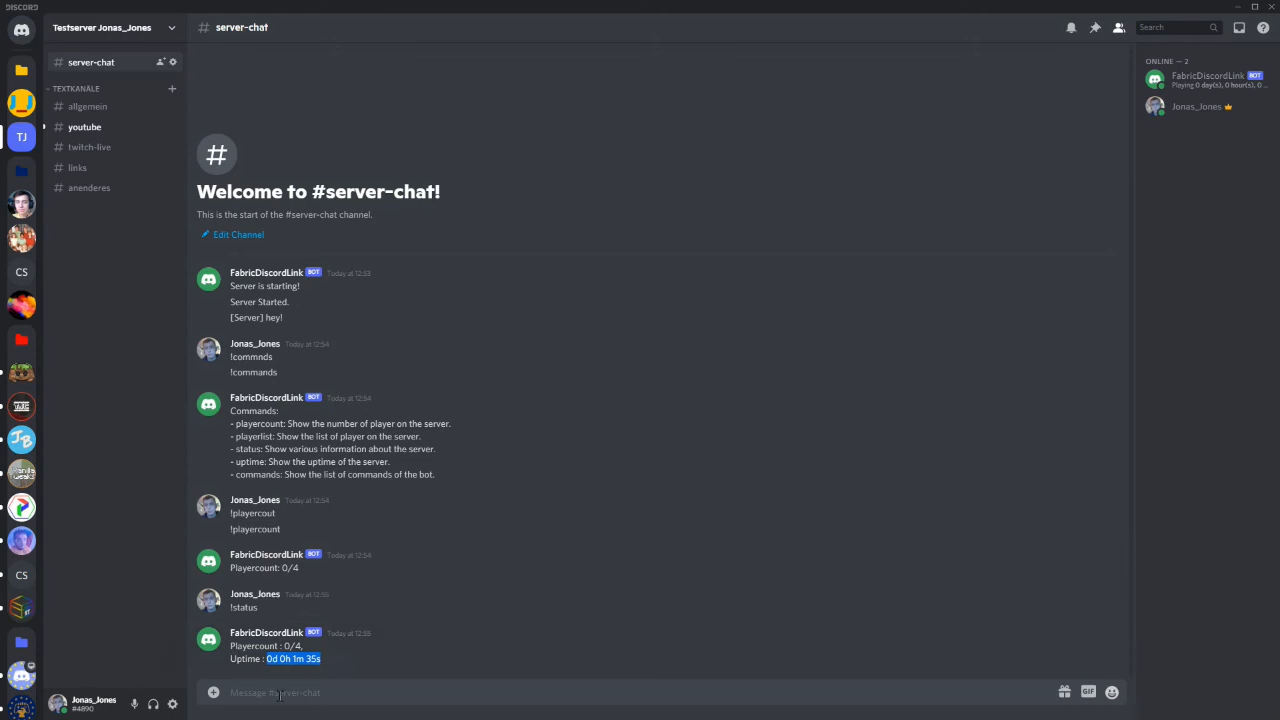 DISCORD
Testserver Jonas_Jones
server-chat
Search
server-chat
TEXTKANÄLE
allgemein
youtube
twitch-live
links
anenderes
TJ
CS
CS
Welcome to #server-chat!
This is the start of the #server-chat channel.
Edit Channel
FabricDiscordLink BOT Today at 12:53
Server is starting!
Server Started.
[Server] hey!
Jonas_Jones Today at 12:54
!commnds
!commands
FabricDiscordLink BOT Today at 12:54
Commands:
- playercount: Show the number of player on the server.
- playerlist: Show the list of player on the server.
- status: Show various information about the server.
- uptime: Show the uptime of the server.
- commands: Show the list of commands of the bot.
Jonas_Jones Today at 12:54
!playercout
!playercount
FabricDiscordLink BOT Today at 12:54
Playercount: 0/4
Jonas_Jones Today at 12:55
!status
FabricDiscordLink BOT Today at 12:55
Playercount : 0/4,
Uptime : 0d 0h 1m 35s
Message #server-chat
GIF
Jonas_Jones
#4890
ONLINE — 2
FabricDiscordLink BOT
Playing 0 day(s), 0 hour(s), 0 ...
Jonas_Jones